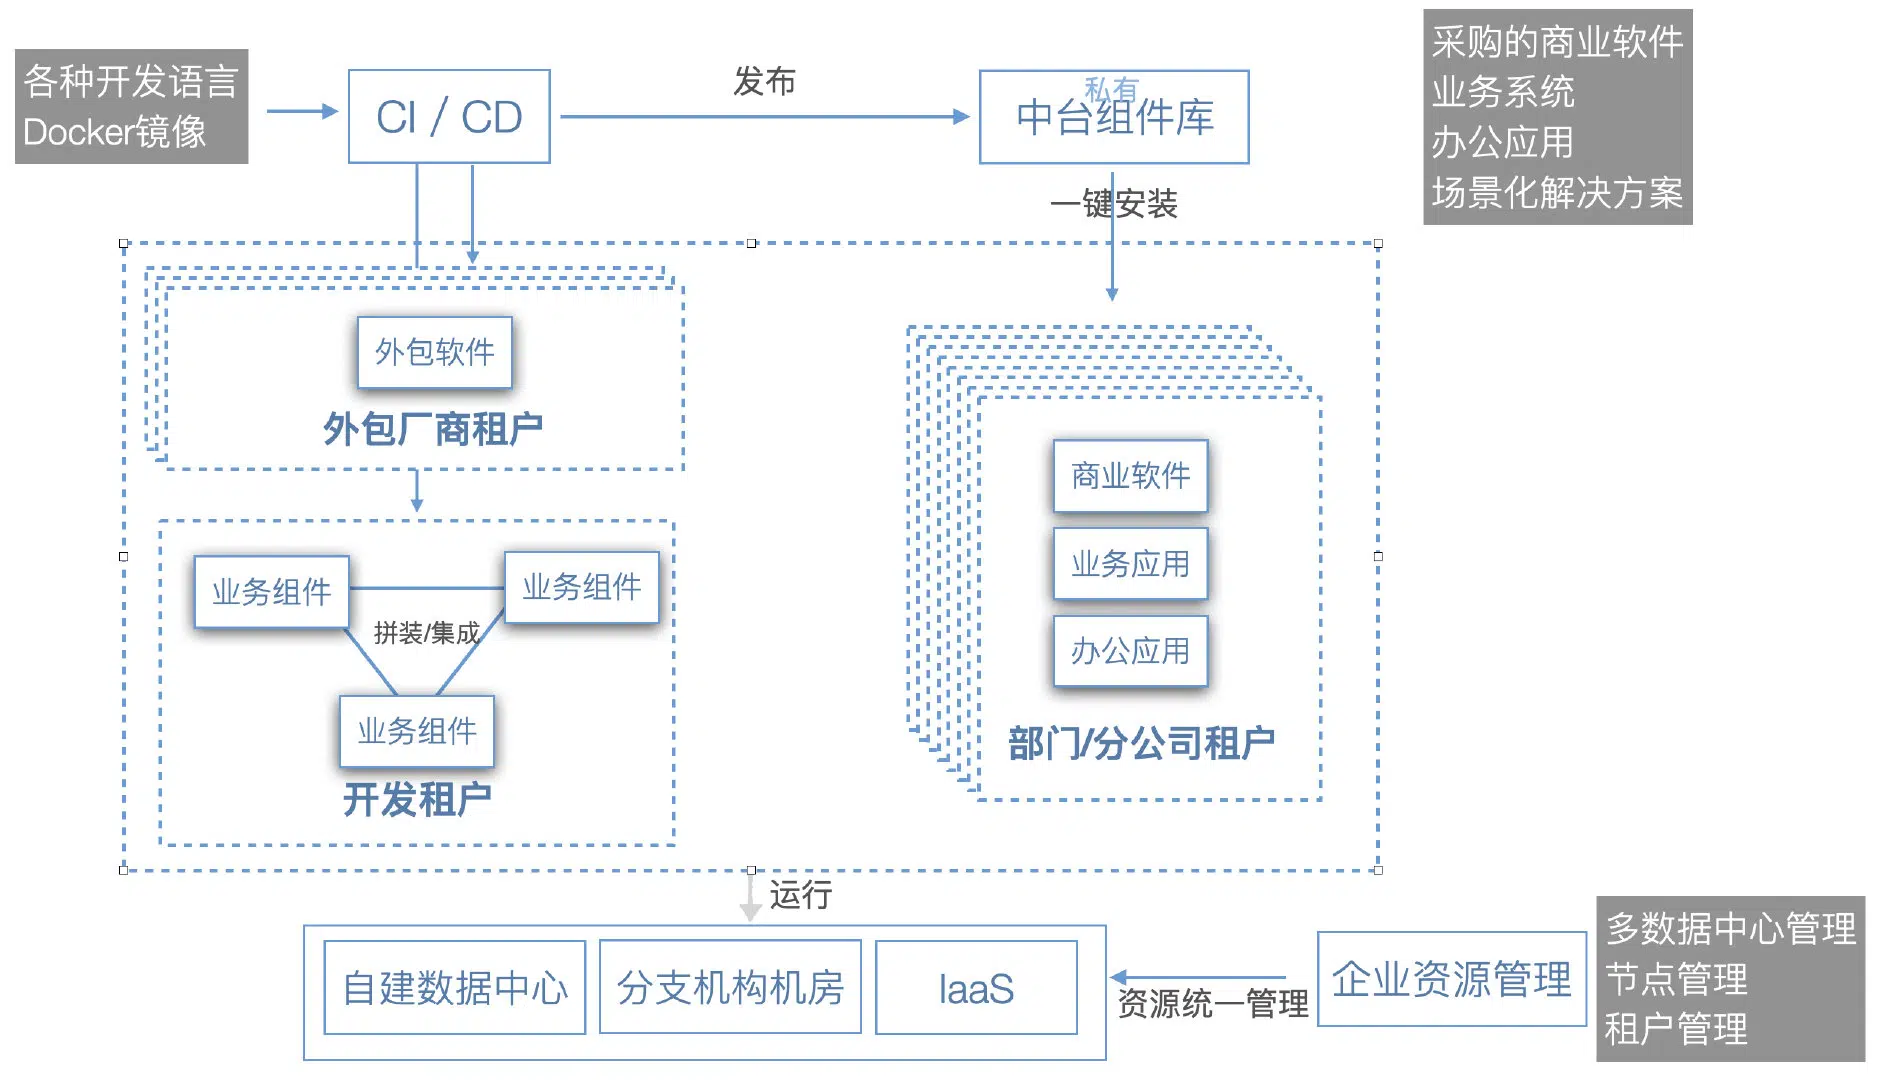 各种开发语言
Docker镜像
CI / CD
发布
私有
中台组件库
采购的商业软件
业务系统
办公应用
场景化解决方案
一键安装
外包软件
外包厂商租户
业务组件
业务组件
拼装/集成
业务组件
开发租户
商业软件
业务应用
办公应用
部门/分公司租户
运行
自建数据中心
分支机构机房
IaaS
资源统一管理
企业资源管理
多数据中心管理
节点管理
租户管理